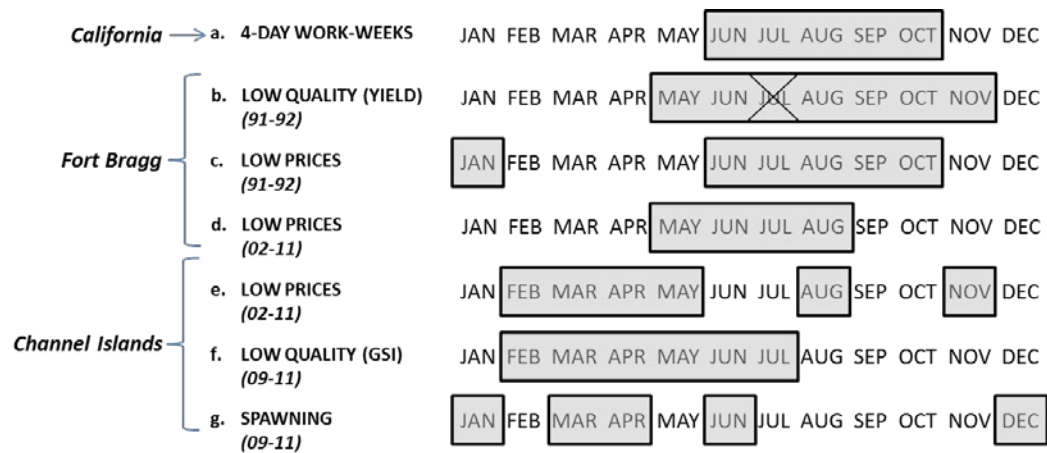 California a. 4-DAY WORK-WEEKS JAN FEB MAR APR MAY JUN JUL AUG SEP OCT NOV DEC
b. LOW QUALITY (YIELD) JAN FEB MAR APR MAY JUN JUL AUG SEP OCT NOV DEC
(91-92)
Fort Bragg c. LOW PRICES JAN FEB MAR APR MAY JUN JUL AUG SEP OCT NOV DEC
(91-92)
d. LOW PRICES JAN FEB MAR APR MAY JUN JUL AUG SEP OCT NOV DEC
(02-11)
e. LOW PRICES JAN FEB MAR APR MAY JUN JUL AUG SEP OCT NOV DEC
(02-11)
Channel Islands f. LOW QUALITY (GSI) JAN FEB MAR APR MAY JUN JUL AUG SEP OCT NOV DEC
(09-11)
g. SPAWNING JAN FEB MAR APR MAY JUN JUL AUG SEP OCT NOV DEC
(09-11)